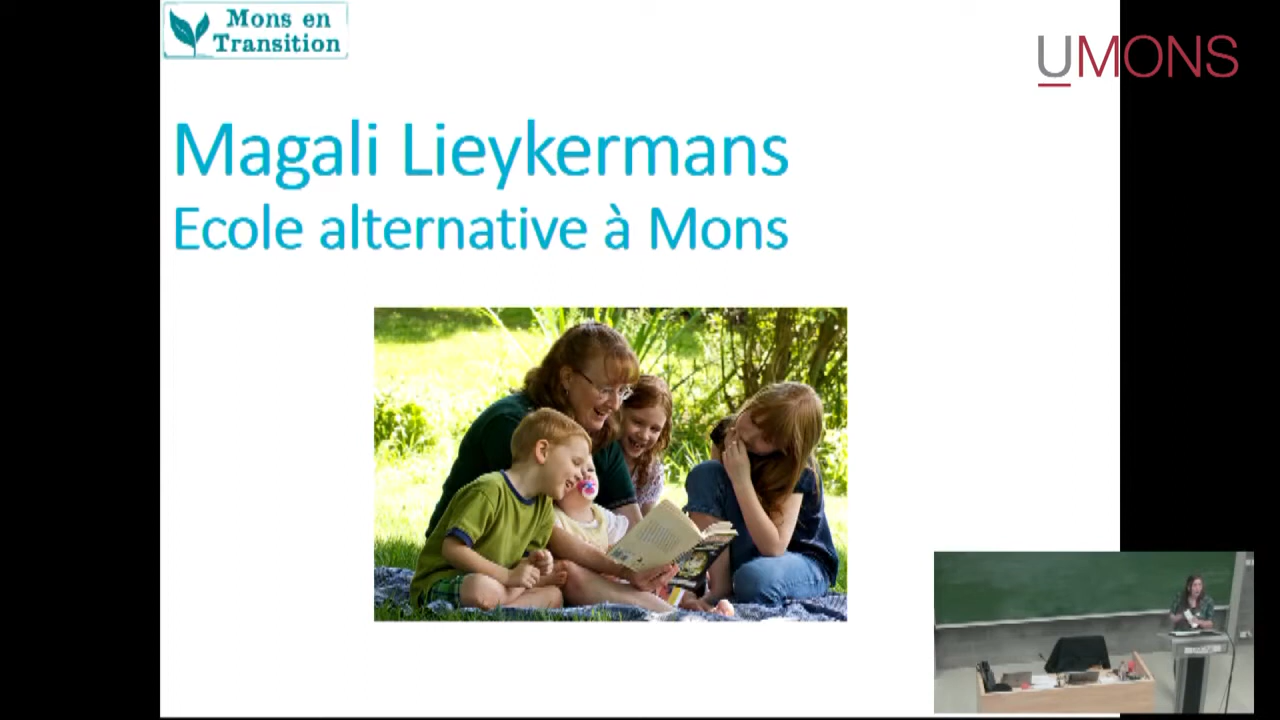 Mons en
Transition
UMONS
Magali Lieykermans
Ecole alternative à Mons